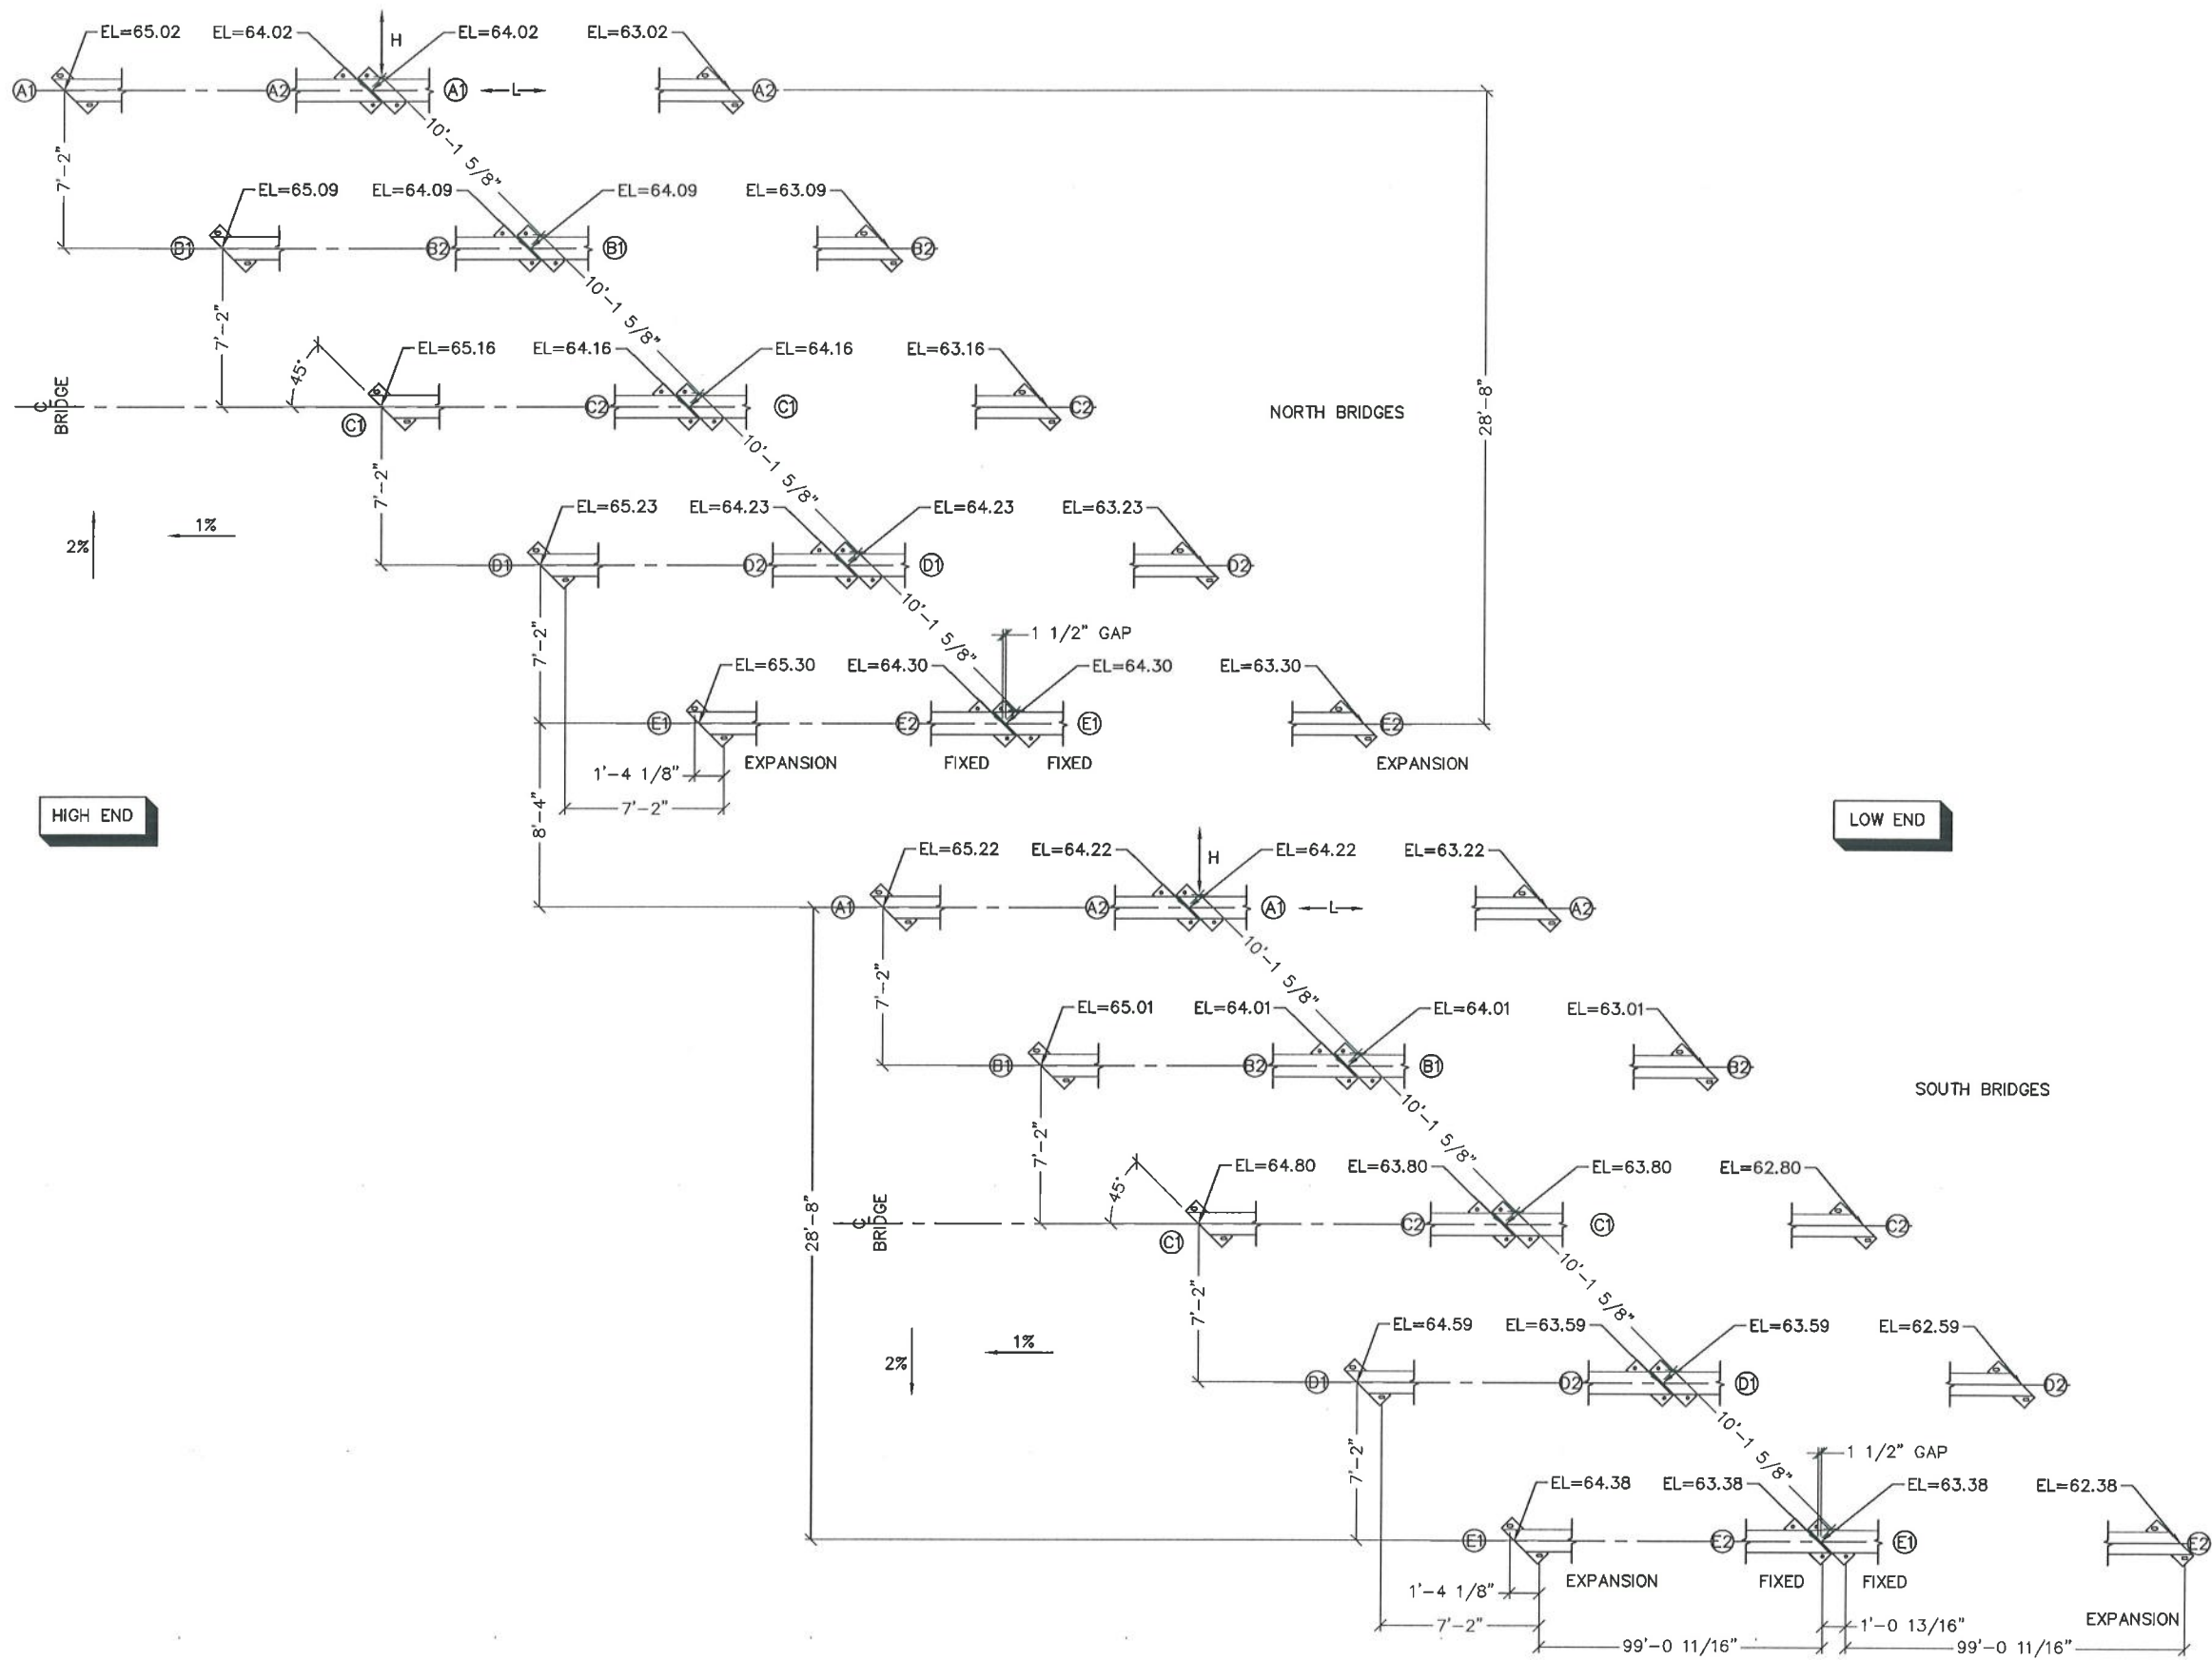 EL=65.02 EL=64.02 H EL=64.02 EL=63.02
A1 A2 A1 L A2
10'-1 5/8"
7'-2"
EL=65.09 EL=64.09 EL=64.09 EL=63.09
B1 B2 B1 B2
10'-1 5/8"
7'-2"
EL=65.16 EL=64.16 EL=64.16 EL=63.16
45°
℄ BRIDGE
C1 C2 C1 C2
NORTH BRIDGES
28'-8"
10'-1 5/8"
7'-2"
EL=65.23 EL=64.23 EL=64.23 EL=63.23
2% 1%
D1 D2 D1 D2
10'-1 5/8"
7'-2"
1 1/2" GAP
EL=65.30 EL=64.30 EL=64.30 EL=63.30
E1 E2 E1 E2
EXPANSION FIXED FIXED EXPANSION
1'-4 1/8"
7'-2"
HIGH END
8'-4"
LOW END
EL=65.22 EL=64.22 H EL=64.22 EL=63.22
A1 A2 A1 L A2
10'-1 5/8"
7'-2"
EL=65.01 EL=64.01 EL=64.01 EL=63.01
B1 B2 B1 B2
SOUTH BRIDGES
10'-1 5/8"
7'-2"
EL=64.80 EL=63.80 EL=63.80 EL=62.80
45°
28'-8"
℄ BRIDGE
C1 C2 C1 C2
10'-1 5/8"
7'-2"
EL=64.59 EL=63.59 EL=63.59 EL=62.59
2% 1%
D1 D2 D1 D2
10'-1 5/8"
7'-2"
1 1/2" GAP
EL=64.38 EL=63.38 EL=63.38 EL=62.38
E1 E2 E1 E2
EXPANSION FIXED FIXED EXPANSION
1'-4 1/8"
7'-2"
1'-0 13/16"
99'-0 11/16" 99'-0 11/16"